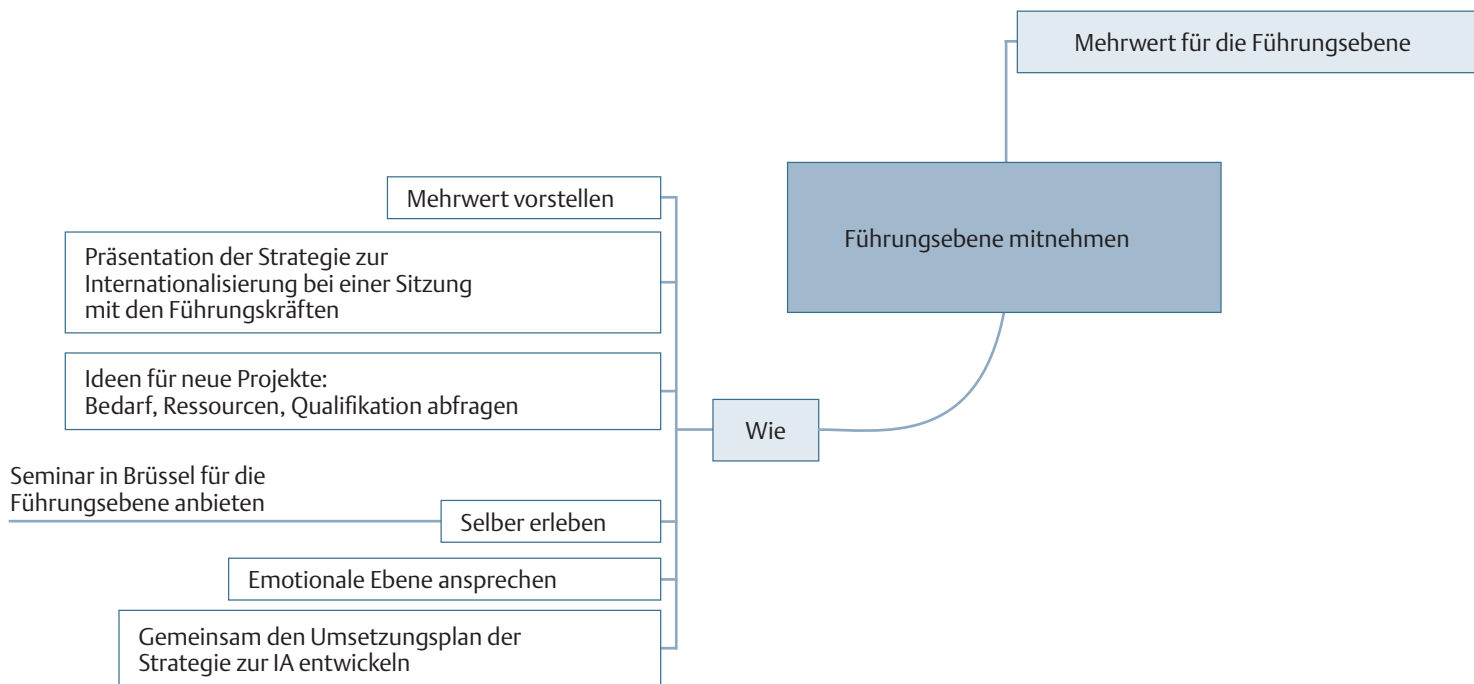 Mehrwert für die Führungsebene
Führungsebene mitnehmen
Mehrwert vorstellen
Präsentation der Strategie zur
Internationalisierung bei einer Sitzung
mit den Führungskräften
Ideen für neue Projekte:
Bedarf, Ressourcen, Qualifikation abfragen
Wie
Seminar in Brüssel für die
Führungsebene anbieten
Selber erleben
Emotionale Ebene ansprechen
Gemeinsam den Umsetzungsplan der
Strategie zur IA entwickeln